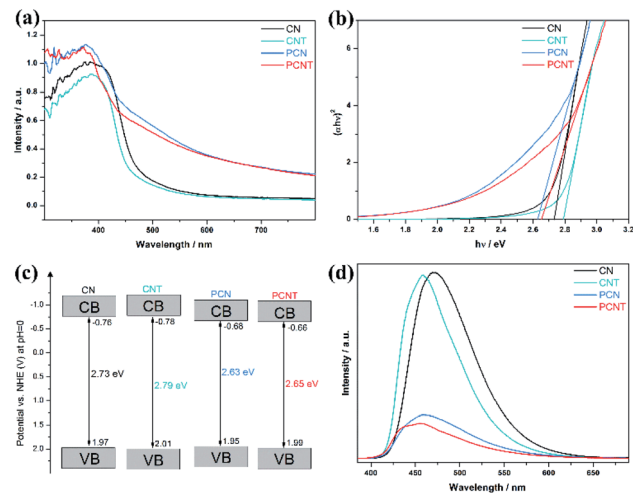 (a)
CN
CNT
PCN
PCNT
1.2
1.0
0.8
0.6
0.4
0.2
0.0
400
500
600
700
Intensity / a.u.
Wavelength / nm
(b)
CN
CNT
PCN
PCNT
6
4
2
0
1.6
1.8
2.0
2.2
2.4
2.6
2.8
3.0
3.2
(αhν)²
hν / eV
(c)
CN
CNT
PCN
PCNT
-1.0
-0.5
0.0
0.5
1.0
1.5
2.0
Potential vs. NHE (V) at pH=0
CB
CB
CB
CB
-0.76
-0.78
-0.68
-0.66
2.73 eV
2.79 eV
2.63 eV
2.65 eV
1.97
2.01
1.95
1.99
VB
VB
VB
VB
(d)
CN
CNT
PCN
PCNT
Intensity / a.u.
400
450
500
550
600
650
Wavelength / nm